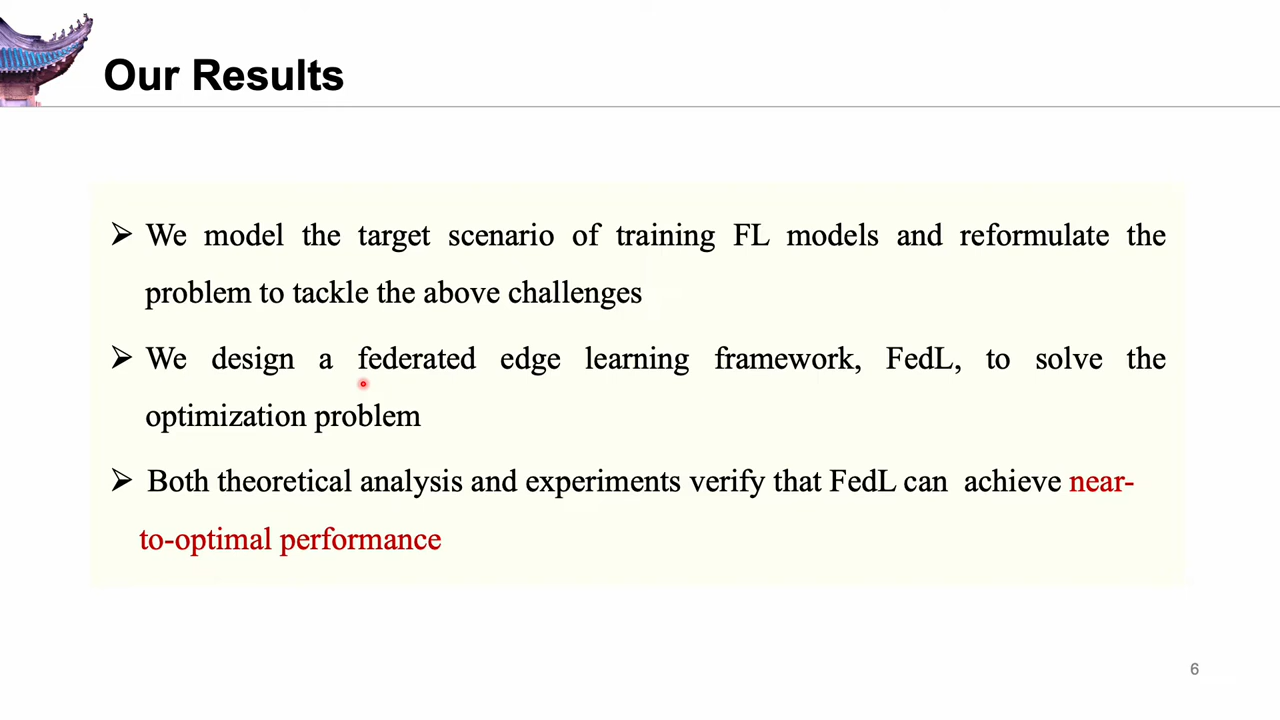 Our Results
➢ We model the target scenario of training FL models and reformulate the
problem to tackle the above challenges
➢ We design a federated edge learning framework, FedL, to solve the
optimization problem
➢ Both theoretical analysis and experiments verify that FedL can achieve near-
to-optimal performance
6